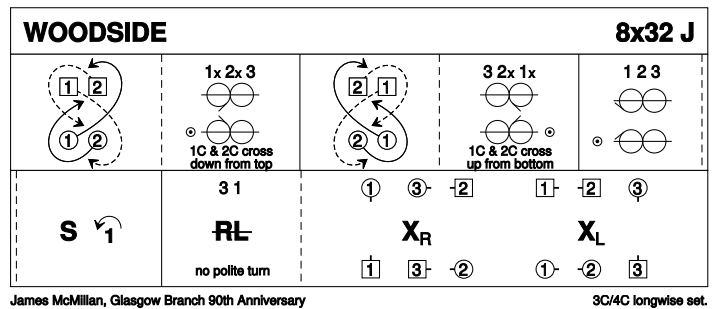 WOODSIDE 8x32 J
1 2 1x 2x 3 2 1 3 2x 1x 1 2 3
1 2 1C & 2C cross 2 1 1C & 2C cross
down from top up from bottom
3 1 1 3 2 1 2 3
S 1 RL XR XL
no polite turn 1 3 2 1 2 3
James McMillan, Glasgow Branch 90th Anniversary 3C/4C longwise set.